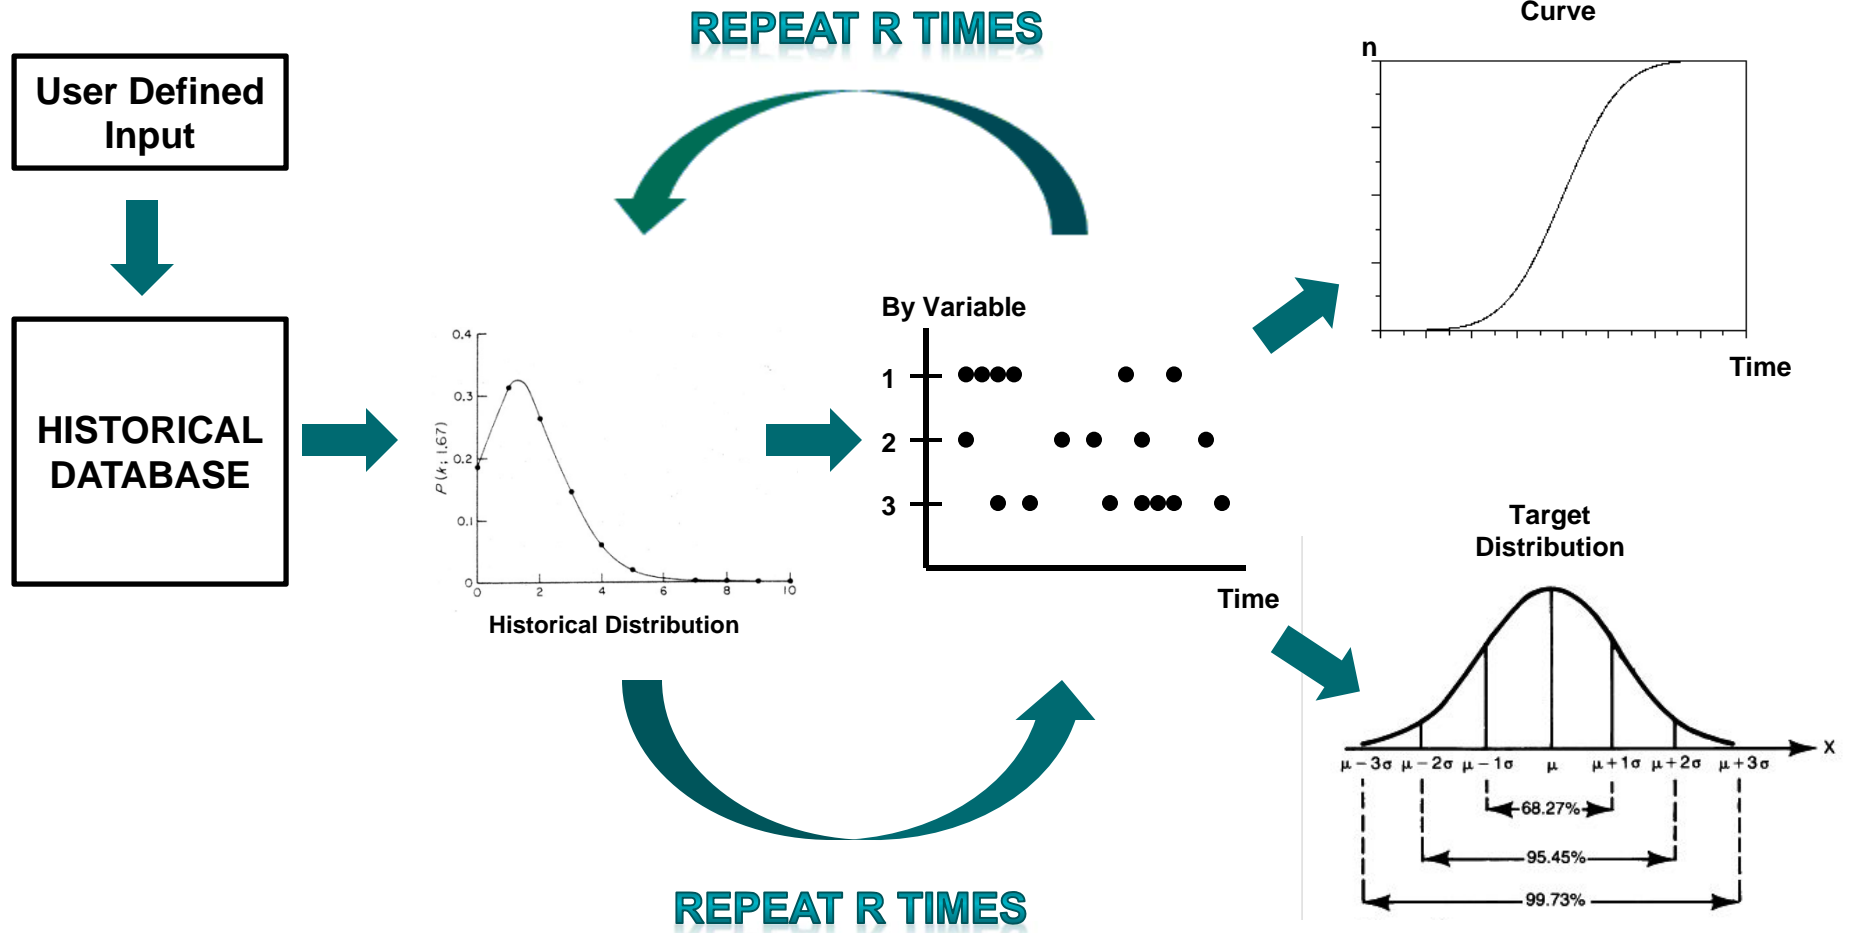 REPEAT R TIMES
Curve
n
Time
User Defined
Input
HISTORICAL
DATABASE
0.4
0.3
0.2
0.1
0
P(k; 1.67)
0 2 4 6 8 10
Historical Distribution
By Variable
1
2
3
Time
Target
Distribution
X
μ − 3σ μ − 2σ μ − 1σ μ μ + 1σ μ + 2σ μ + 3σ
68.27%
95.45%
99.73%
REPEAT R TIMES